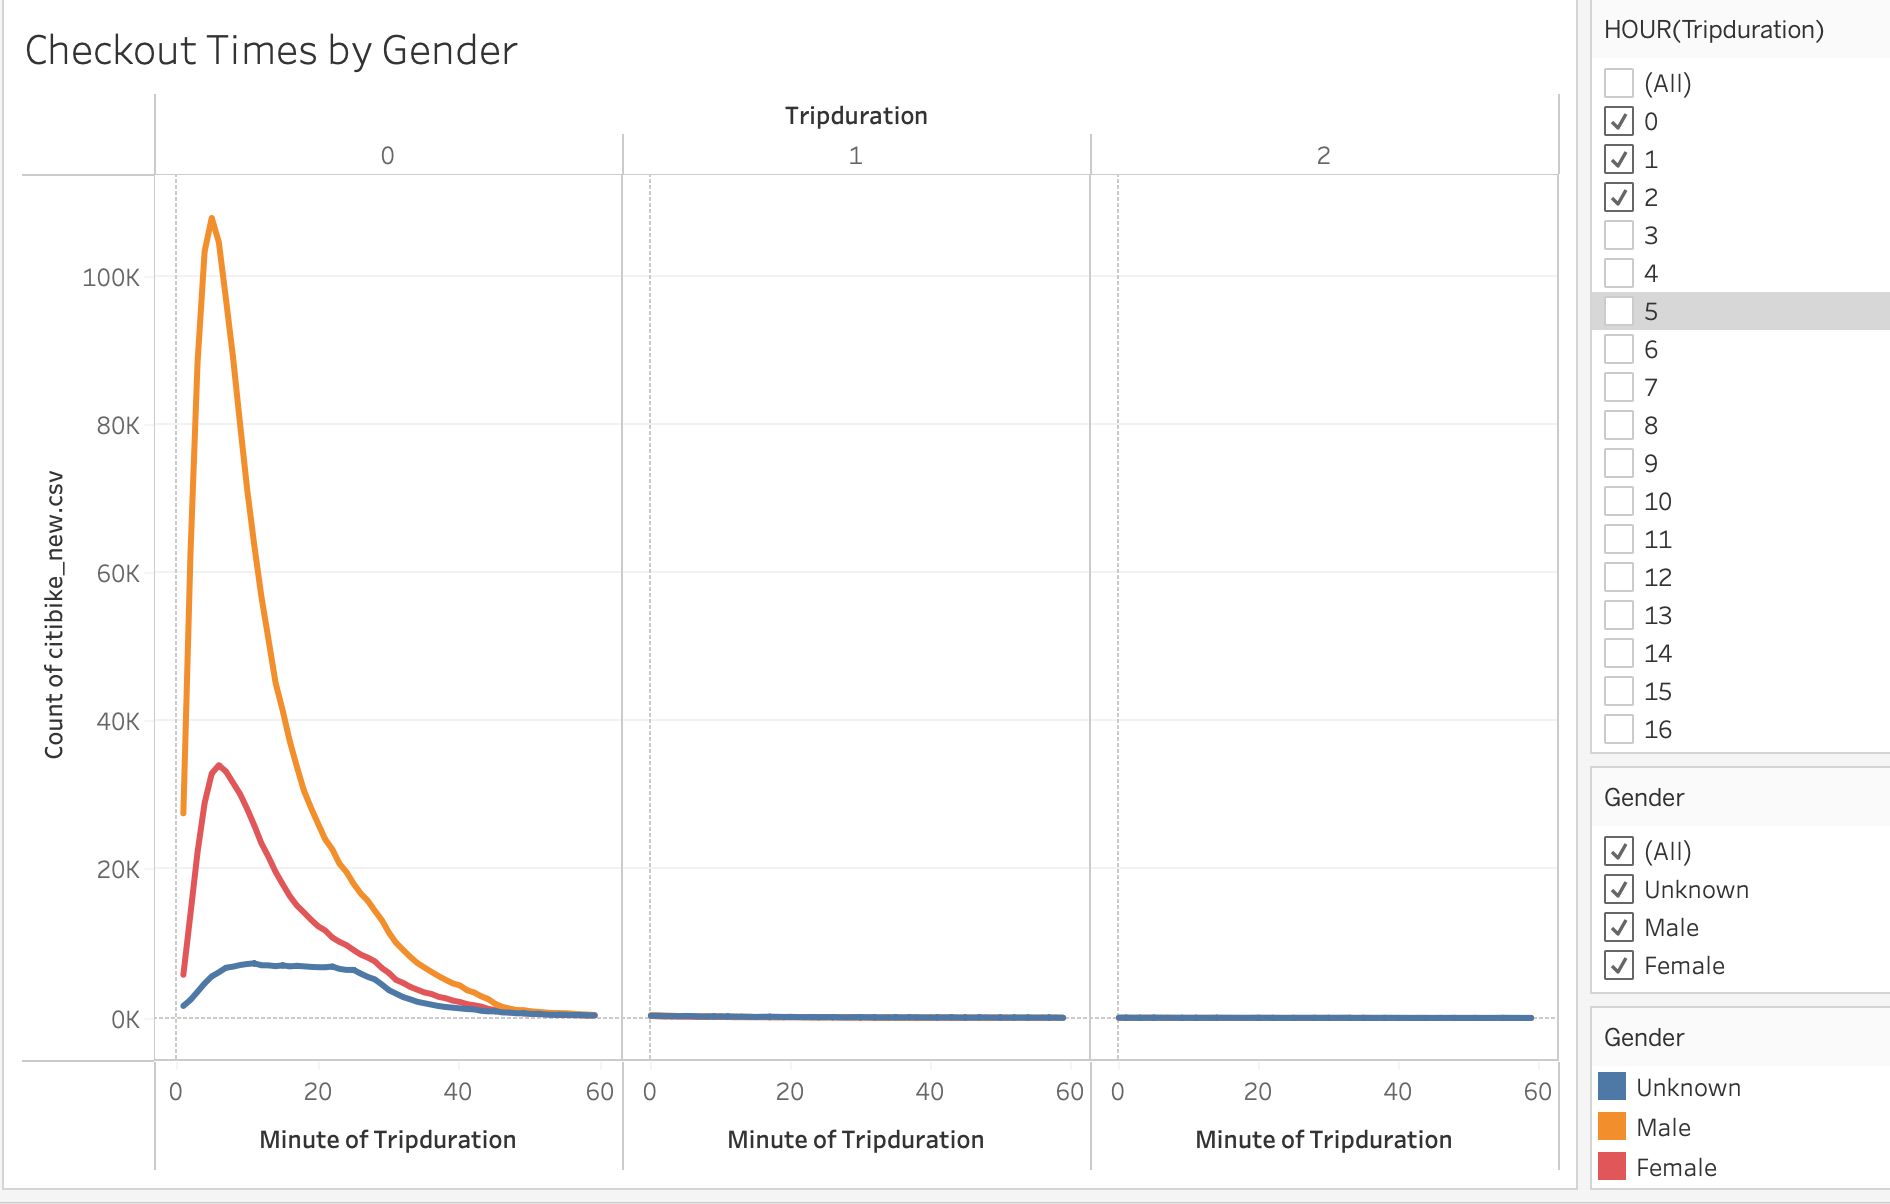 Checkout Times by Gender
Tripduration
0 1 2
100K
80K
60K
40K
20K
0K
Count of citibike_new.csv
0 20 40 60 0 20 40 60 0 20 40 60
Minute of Tripduration Minute of Tripduration Minute of Tripduration
HOUR(Tripduration)
(All)
0
1
2
3
4
5
6
7
8
9
10
11
12
13
14
15
16
Gender
(All)
Unknown
Male
Female
Gender
Unknown
Male
Female